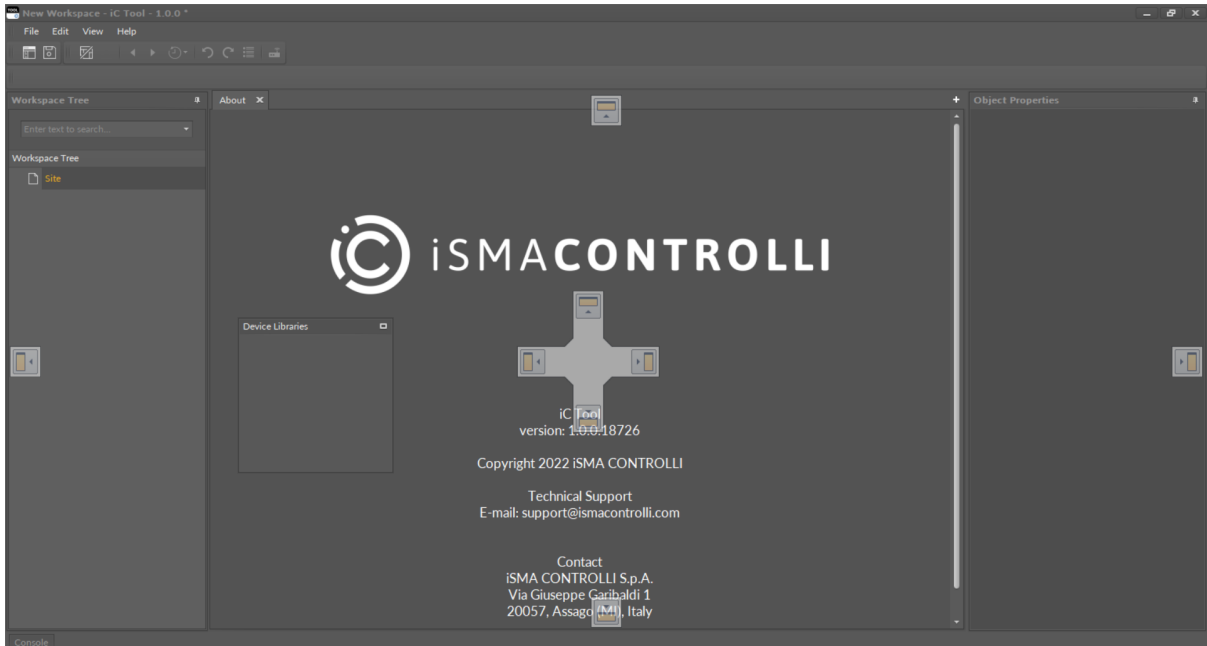 New Workspace - iC Tool - 1.0.0 *
File Edit View Help
Workspace Tree
About
Object Properties
Enter text to search...
Workspace Tree
Site
iSMACONTROLLI
Device Libraries
iC Tool
version: 1.0.0.18726
Copyright 2022 iSMA CONTROLLI
Technical Support
E-mail: support@ismacontrolli.com
Contact
iSMA CONTROLLI S.p.A.
Via Giuseppe Garibaldi 1
20057, Assago (MI), Italy
Console